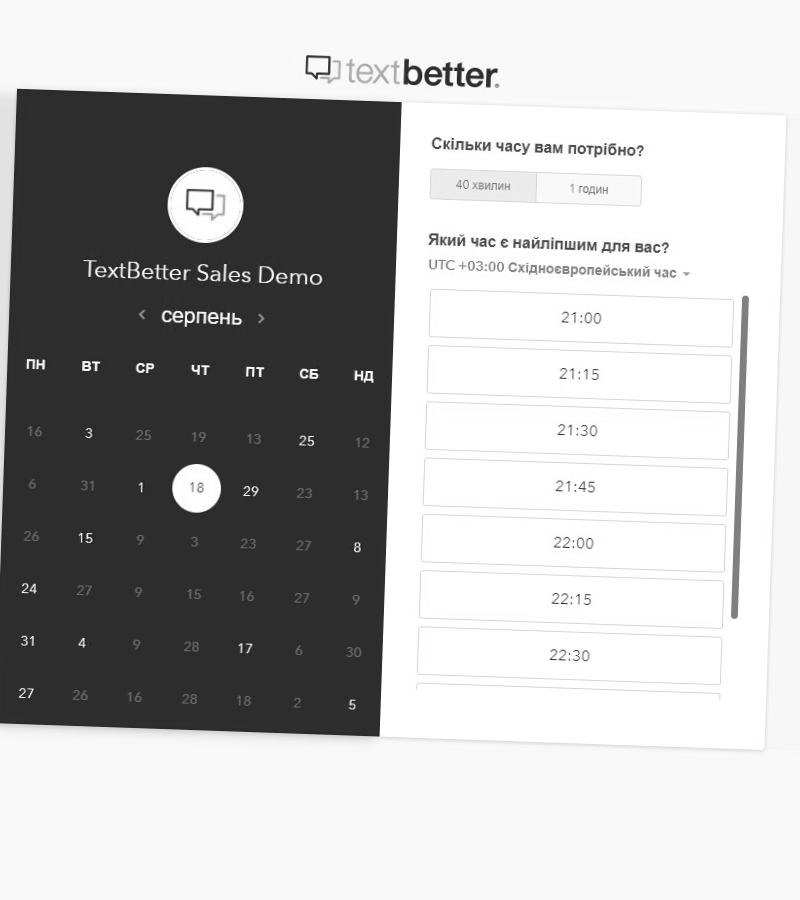 textbetter.
TextBetter Sales Demo
серпень
ПН ВТ СР ЧТ ПТ СБ НД
16 3 25 19 13 25 12
6 31 1 18 29 23 13
26 15 9 3 23 27 8
24 27 9 15 16 27 9
31 4 9 28 17 6 30
27 26 16 28 18 2 5
Скільки часу вам потрібно?
40 хвилин 1 годин
Який час є найліпшим для вас?
UTC +03:00 Східноєвропейський час
21:00
21:15
21:30
21:45
22:00
22:15
22:30